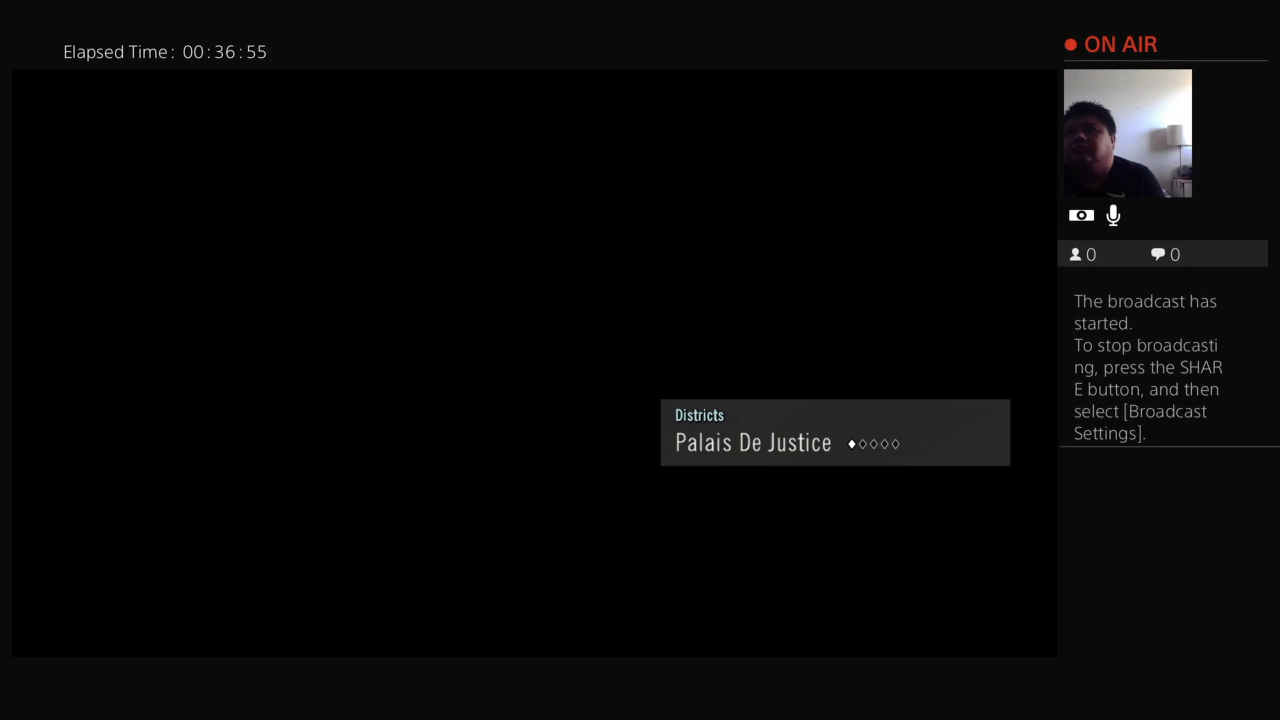 Elapsed Time: 00:36:55
ON AIR
0 0
The broadcast has
started.
To stop broadcasti
ng, press the SHAR
E button, and then
select [Broadcast
Settings].
Districts
Palais De Justice